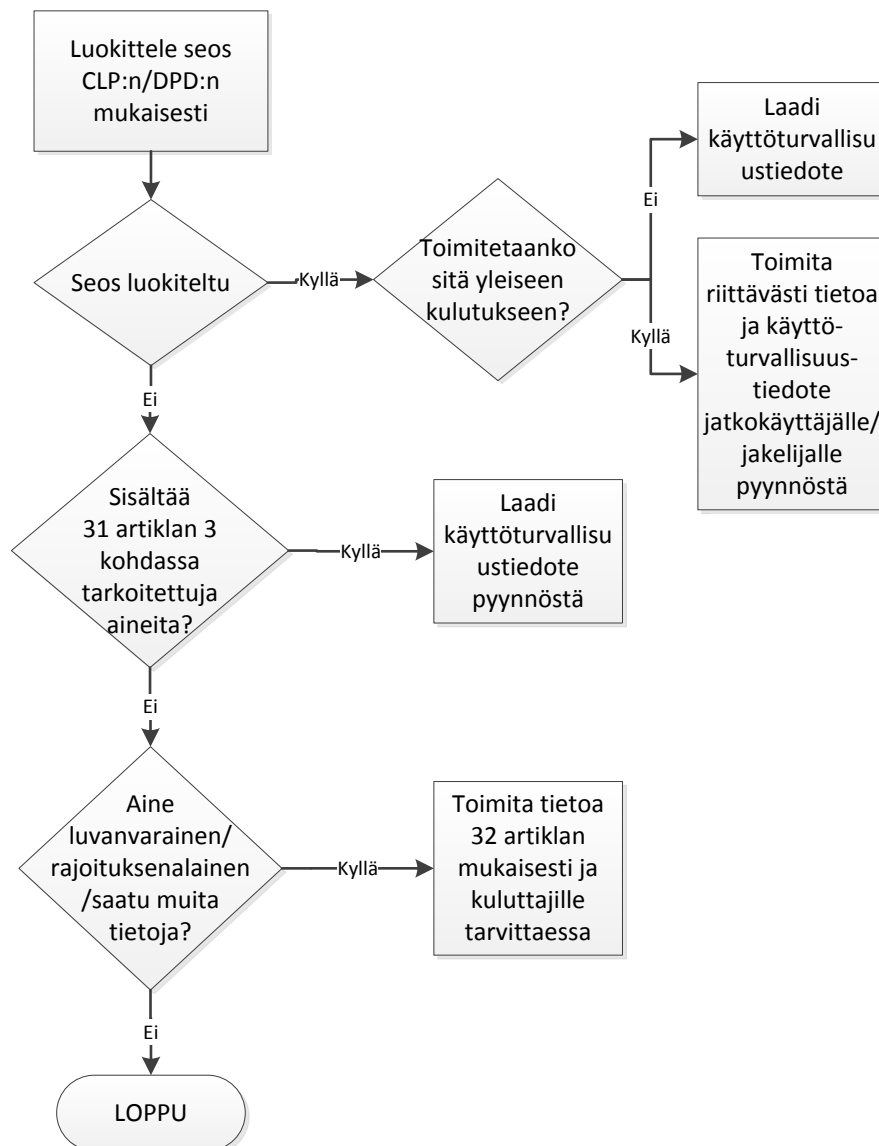 Luokittele seos
CLP:n/DPD:n
mukaisesti
Seos luokiteltu
Kyllä
Toimitetaanko
sitä yleiseen
kulutukseen?
Ei
Laadi
käyttöturvallisu
ustiedote
Kyllä
Toimita
riittävästi tietoa
ja käyttö-
turvallisuus-
tiedote
jatkokäyttäjälle/
jakelijalle
pyynnöstä
Ei
Sisältää
31 artiklan 3
kohdassa
tarkoitettuja
aineita?
Kyllä
Laadi
käyttöturvallisu
ustiedote
pyynnöstä
Ei
Aine
luvanvarainen/
rajoituksenalainen
/saatu muita
tietoja?
Kyllä
Toimita tietoa
32 artiklan
mukaisesti ja
kuluttajille
tarvittaessa
Ei
LOPPU